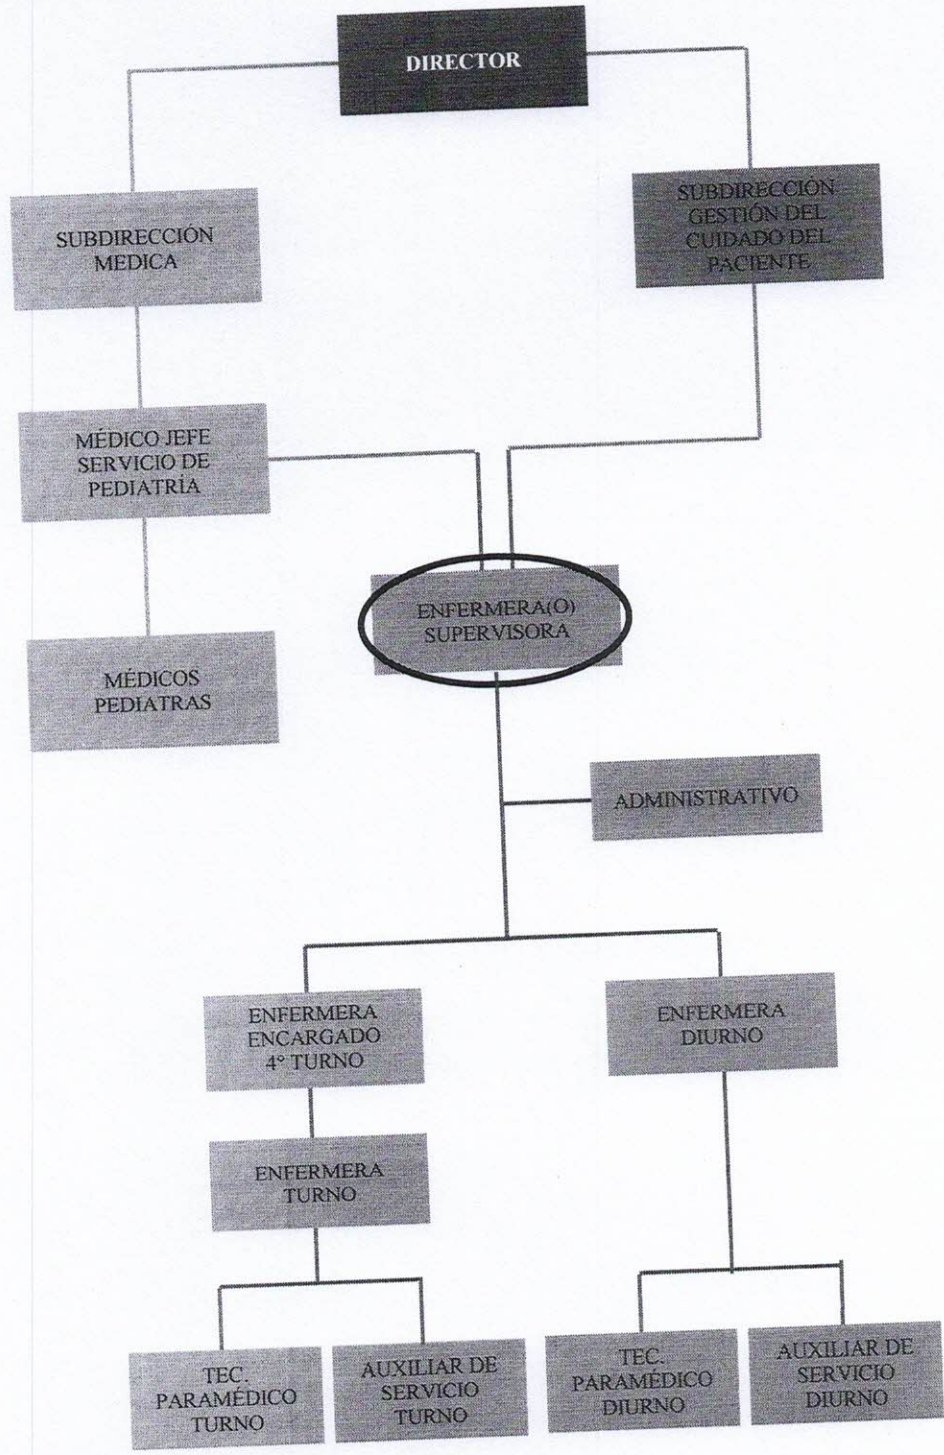 DIRECTOR
SUBDIRECCIÓN
MEDICA
SUBDIRECCIÓN
GESTIÓN DEL
CUIDADO DEL
PACIENTE
MÉDICO JEFE
SERVICIO DE
PEDIATRÍA
ENFERMERA(O)
SUPERVISORA
MÉDICOS
PEDIATRAS
ADMINISTRATIVO
ENFERMERA
ENCARGADO
4° TURNO
ENFERMERA
DIURNO
ENFERMERA
TURNO
TEC.
PARAMÉDICO
TURNO
AUXILIAR DE
SERVICIO
TURNO
TEC.
PARAMÉDICO
DIURNO
AUXILIAR DE
SERVICIO
DIURNO